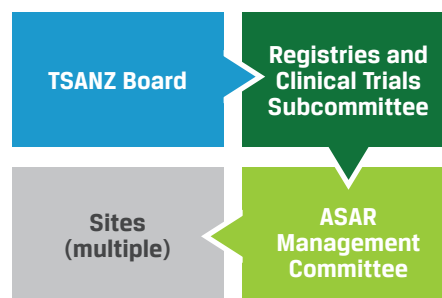 TSANZ Board
Registries and
Clinical Trials
Subcommittee
Sites
(multiple)
ASAR
Management
Committee